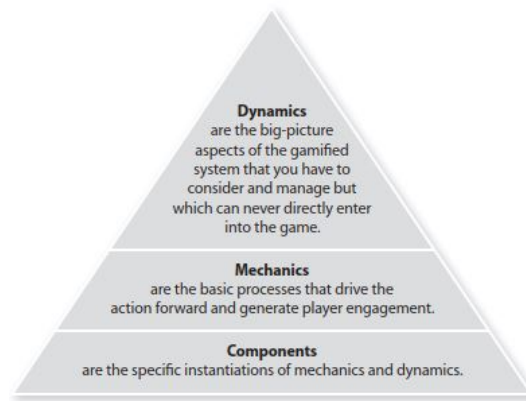 Dynamics
are the big-picture
aspects of the gamified
system that you have to
consider and manage but
which can never directly enter
into the game.
Mechanics
are the basic processes that drive the
action forward and generate player engagement.
Components
are the specific instantiations of mechanics and dynamics.